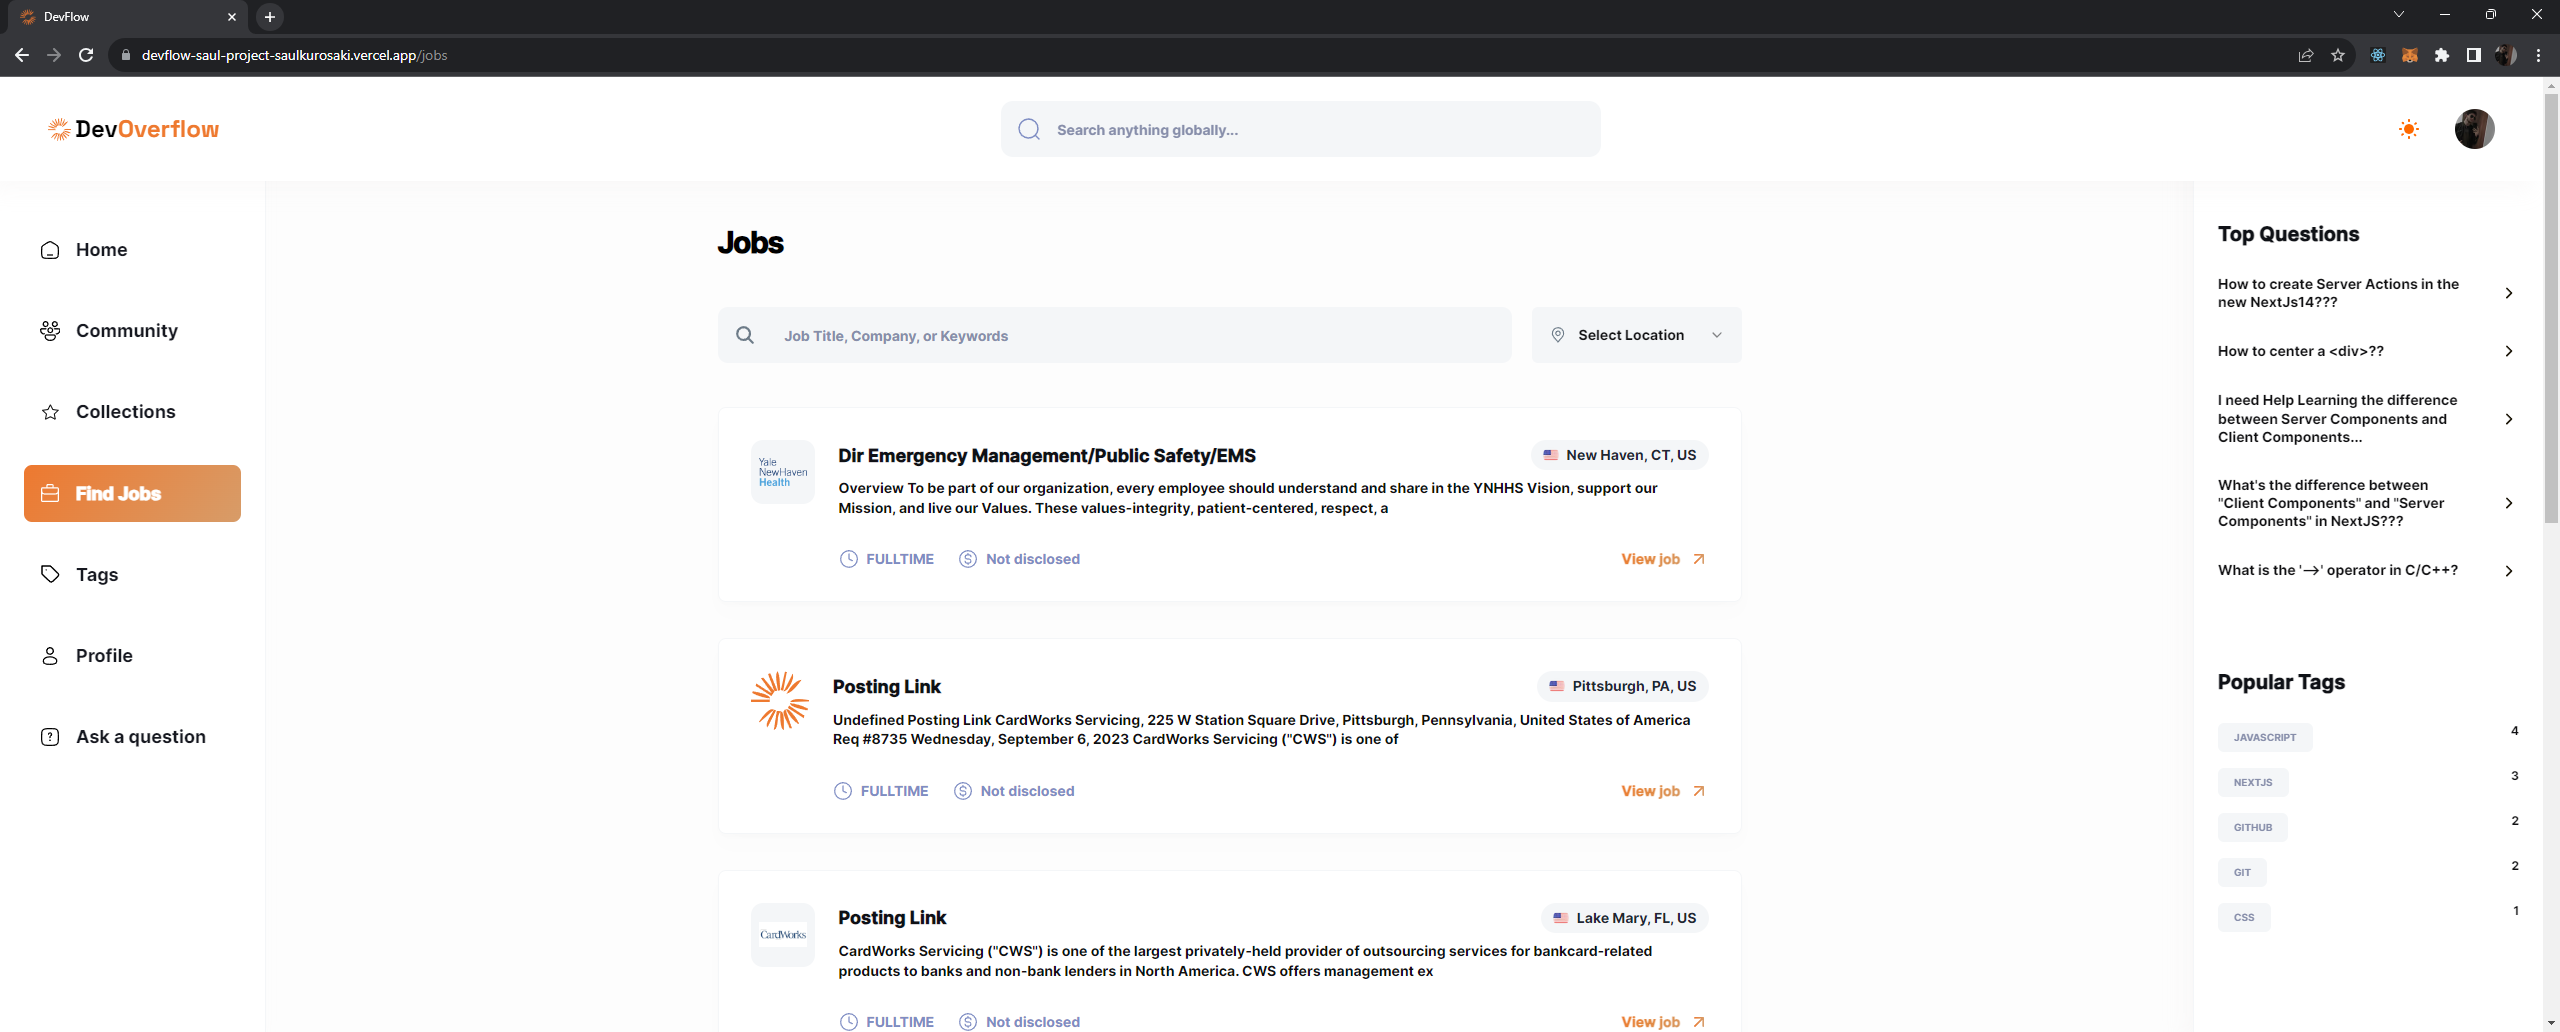 DevFlow
devflow-saul-project-saulkurosaki.vercel.app/jobs
DevOverflow
Search anything globally...
Home
Community
Collections
Find Jobs
Tags
Profile
Ask a question
Jobs
Job Title, Company, or Keywords
Select Location
Yale
NewHaven
Health
Dir Emergency Management/Public Safety/EMS
New Haven, CT, US
Overview To be part of our organization, every employee should understand and share in the YNHHS Vision, support our
Mission, and live our Values. These values-integrity, patient-centered, respect, a
FULLTIME
Not disclosed
View job
Posting Link
Pittsburgh, PA, US
Undefined Posting Link CardWorks Servicing, 225 W Station Square Drive, Pittsburgh, Pennsylvania, United States of America
Req #8735 Wednesday, September 6, 2023 CardWorks Servicing ("CWS") is one of
FULLTIME
Not disclosed
View job
CardWorks
Posting Link
Lake Mary, FL, US
CardWorks Servicing ("CWS") is one of the largest privately-held provider of outsourcing services for bankcard-related
products to banks and non-bank lenders in North America. CWS offers management ex
FULLTIME
Not disclosed
View job
Top Questions
How to create Server Actions in the
new NextJs14???
How to center a <div>??
I need Help Learning the difference
between Server Components and
Client Components...
What's the difference between
"Client Components" and "Server
Components" in NextJS???
What is the '-->' operator in C/C++?
Popular Tags
JAVASCRIPT 4
NEXTJS 3
GITHUB 2
GIT 2
CSS 1